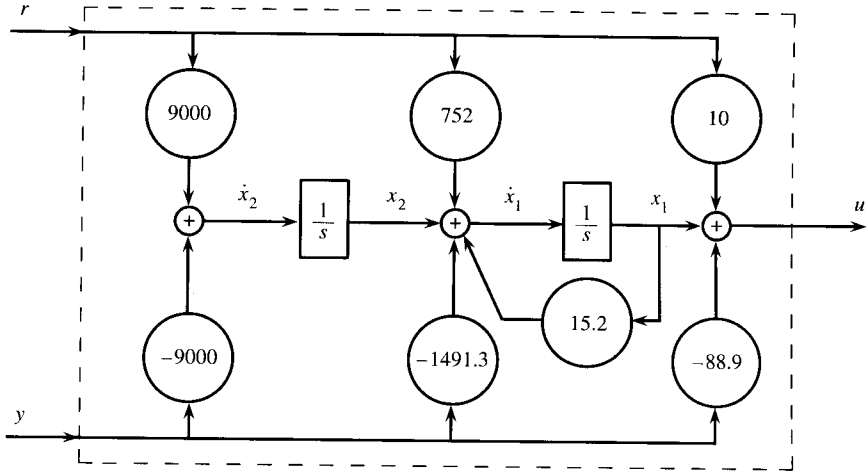 r
9000
752
10
ẋ₂
1/s
x₂
ẋ₁
1/s
x₁
u
+
+
+
15.2
−9000
−1491.3
−88.9
y